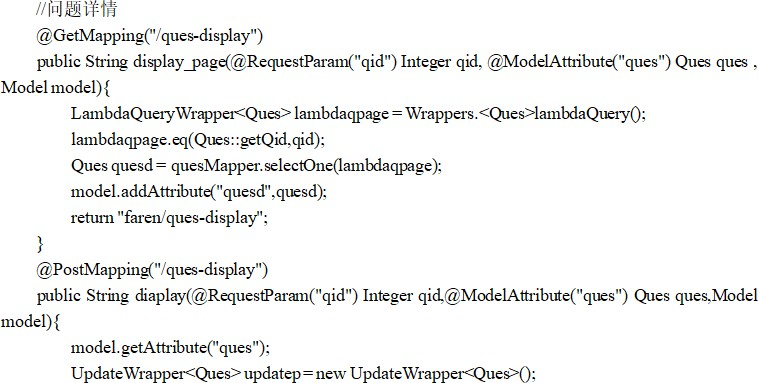 //问题详情
@GetMapping("/ques-display")
public String display_page(@RequestParam("qid") Integer qid, @ModelAttribute("ques") Ques ques ,
Model model){
LambdaQueryWrapper<Ques> lambdaqpage = Wrappers.<Ques>lambdaQuery();
lambdaqpage.eq(Ques::getQid,qid);
Ques quesd = quesMapper.selectOne(lambdaqpage);
model.addAttribute("quesd",quesd);
return "faren/ques-display";
}
@PostMapping("/ques-display")
public String diaplay(@RequestParam("qid") Integer qid,@ModelAttribute("ques") Ques ques,Model
model){
model.getAttribute("ques");
UpdateWrapper<Ques> updatep = new UpdateWrapper<Ques>();